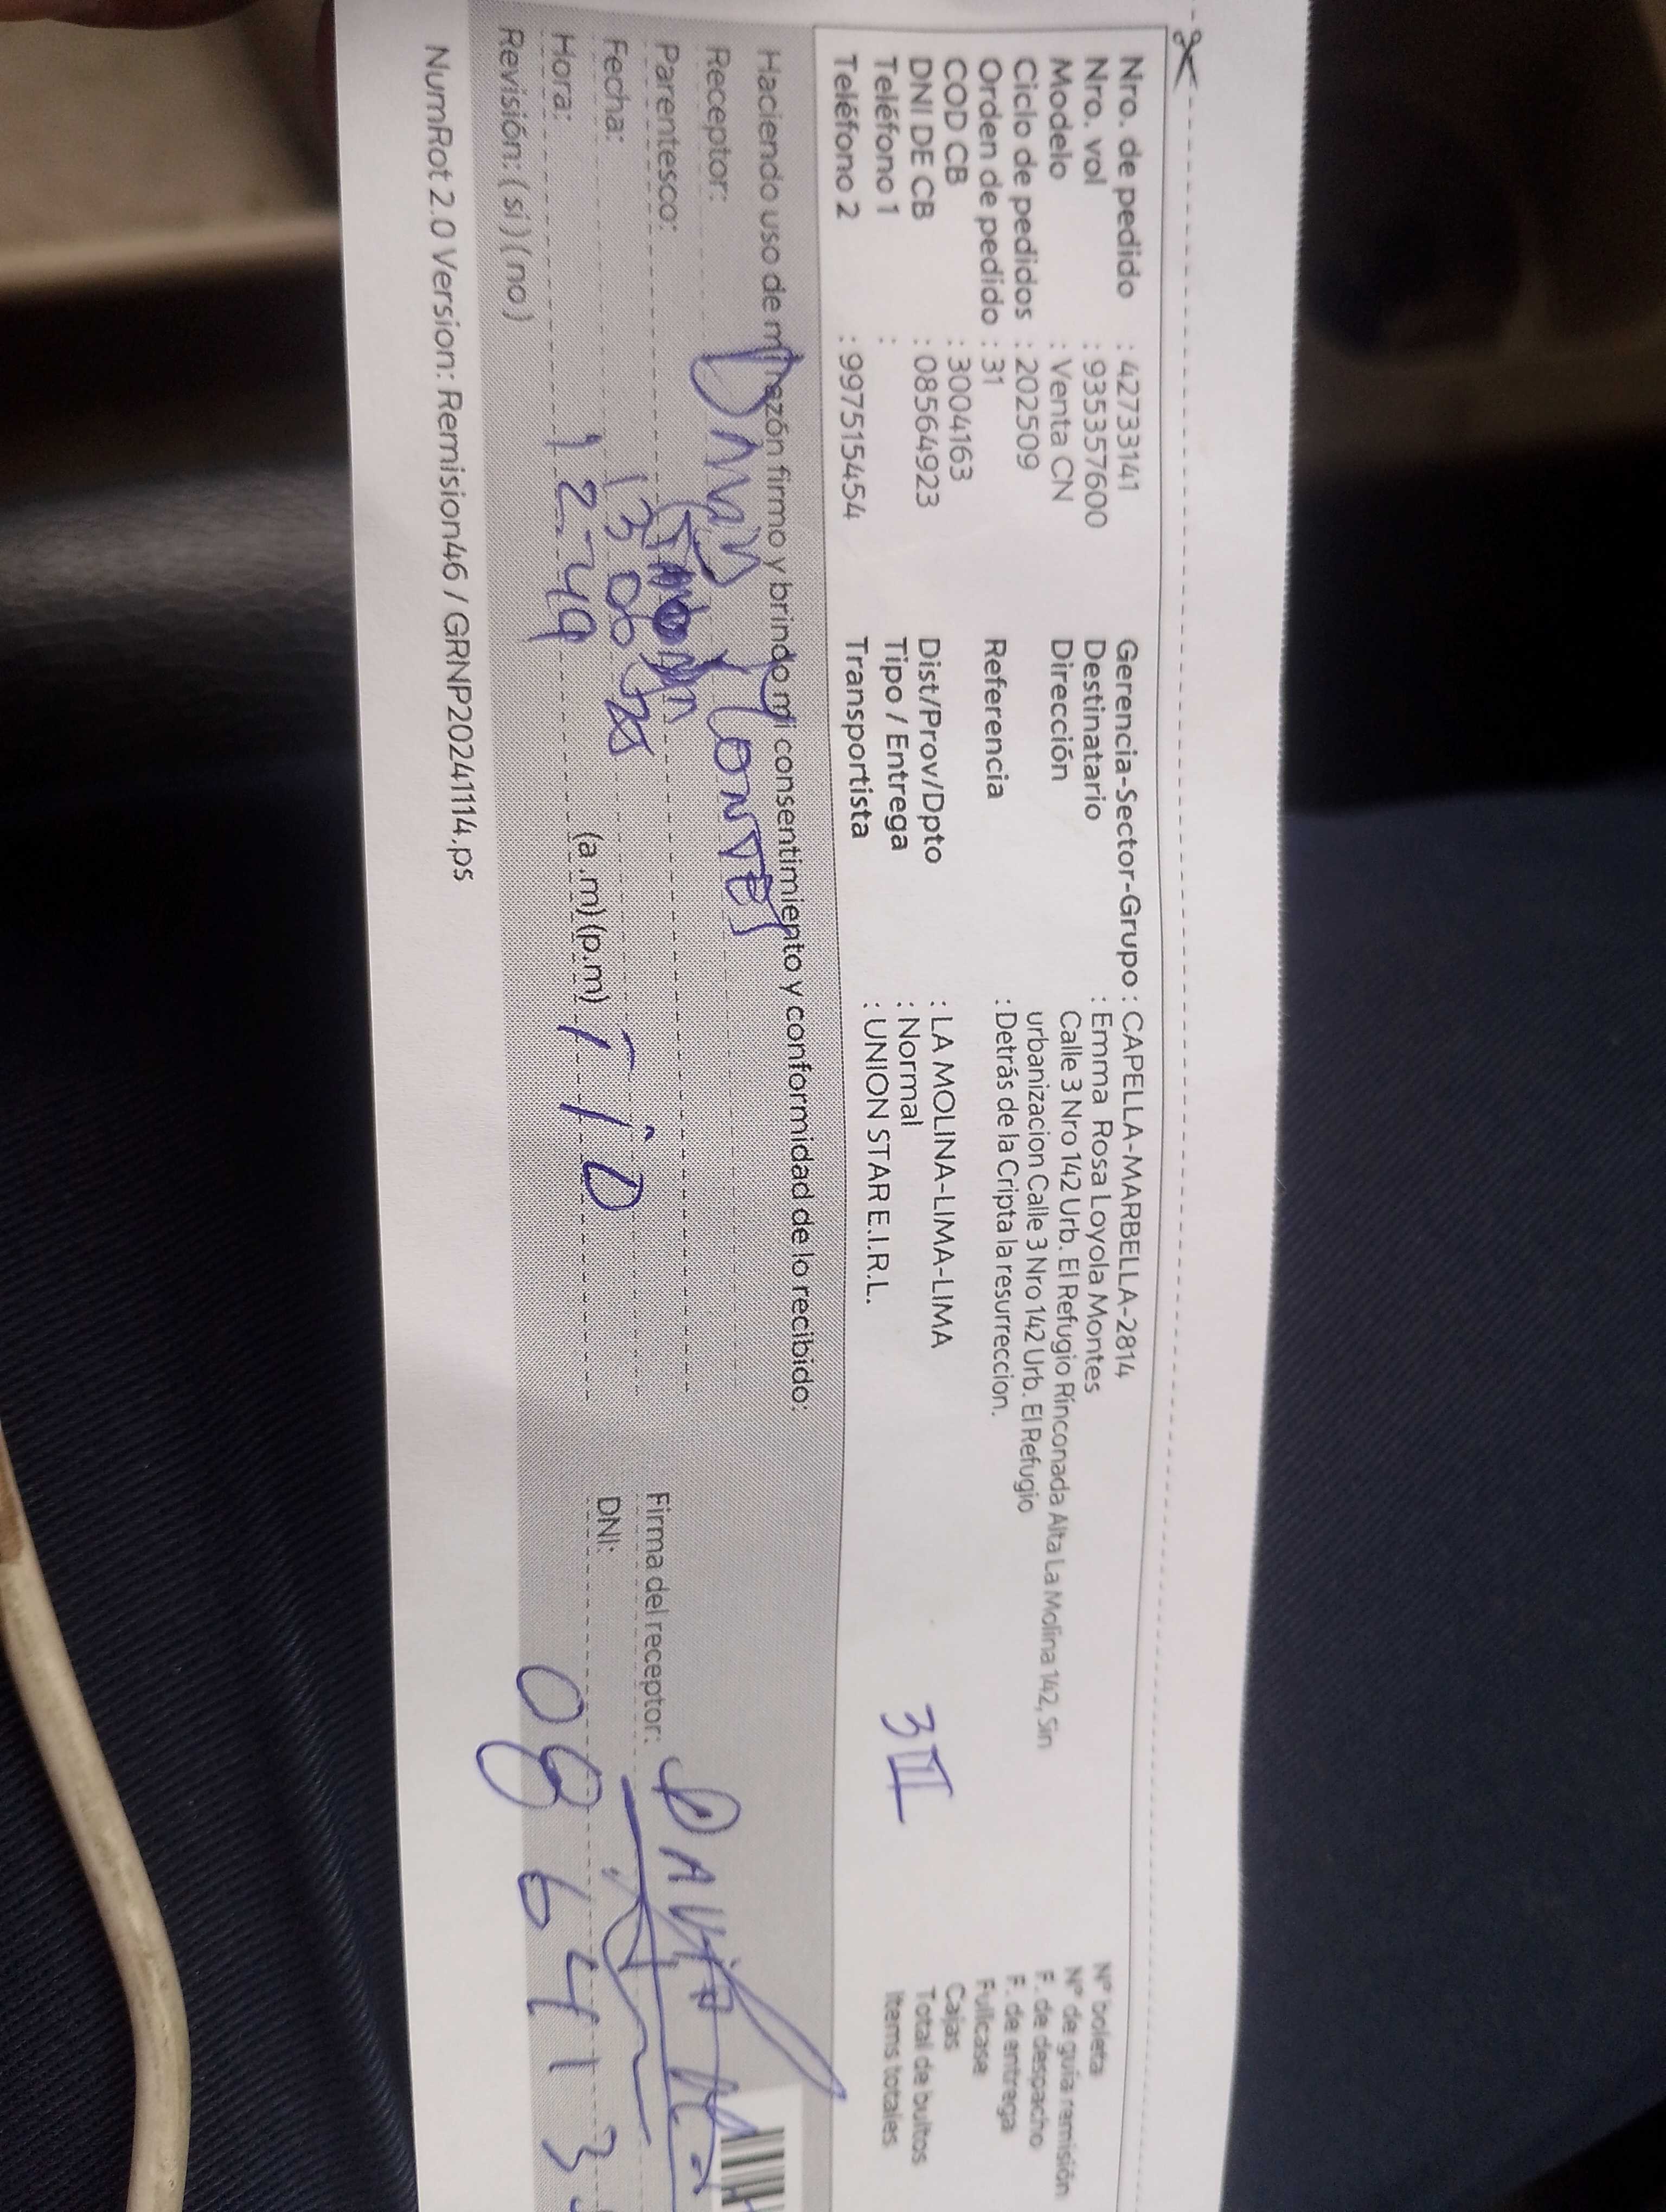 Nro. de pedido : 42733141
Nro. vol : 935357600
Modelo : Venta CN
Ciclo de pedidos : 202509
Orden de pedido : 31
COD CB : 3004163
DNI DE CB : 08564923
Teléfono 1 :
Teléfono 2 : 997515454
Gerencia-Sector-Grupo : CAPELLA-MARBELLA-2814
Destinatario : Emma Rosa Loyola Montes
Dirección Calle 3 Nro 142 Urb. El Refugio Rinconada Alta La Molina 142, Sin
urbanizacion Calle 3 Nro 142 Urb. El Refugio
Referencia : Detrás de la Cripta la resurreccion.
Dist/Prov/Dpto : LA MOLINA-LIMA-LIMA
Tipo / Entrega : Normal
Transportista : UNION STAR E.I.R.L.
N° boleta
N° de guía remisión
F. de despacho
F. de entrega
Fullcase
Cajas
Total de bultos
Items totales
Haciendo uso de mi razón firmo y brindo mi consentimiento y conformidad de lo recibido:
Receptor:
Parentesco:
Fecha: 13 06 25
Hora: 12-49 (a.m) (p.m)
Revisión: (si) (no)
Firma del receptor:
DNI: 086413
NumRot 2.0 Version: Remision46 / GRNP20241114.ps